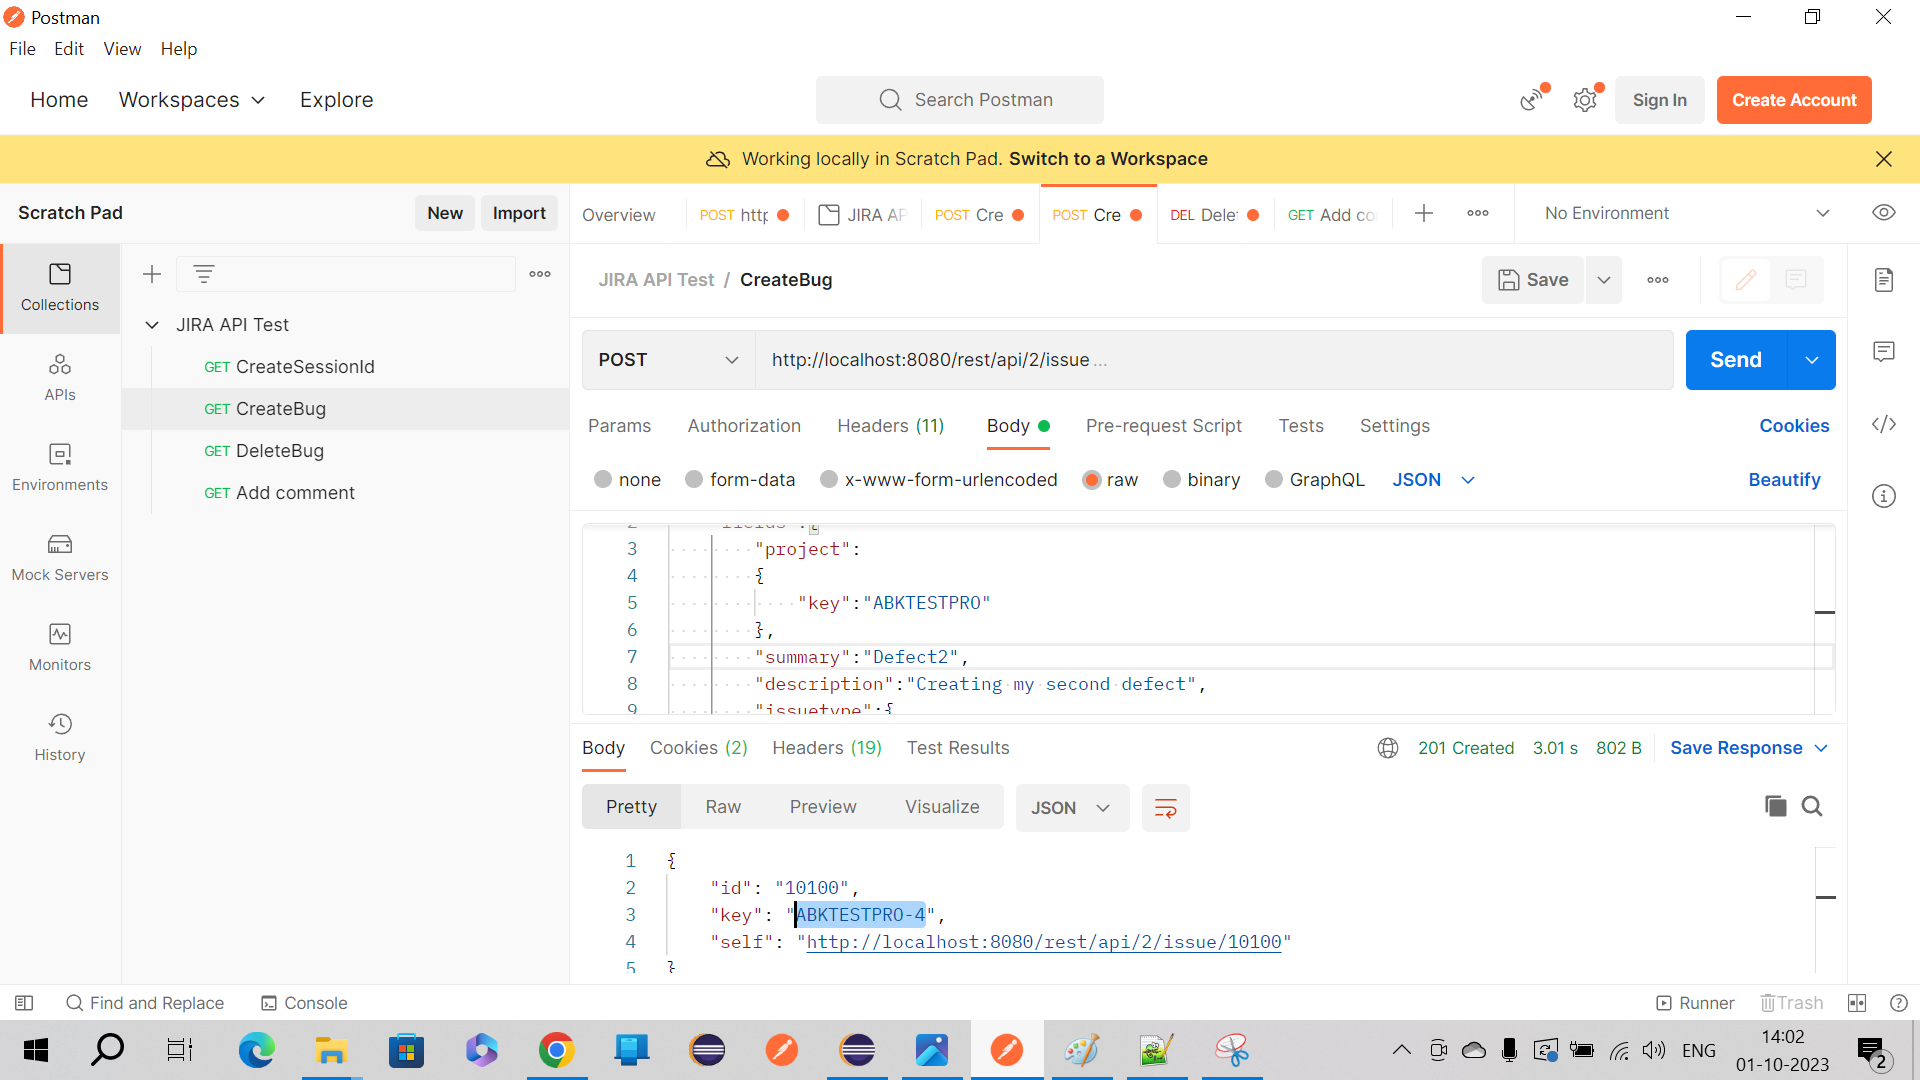 Postman
File Edit View Help
Home Workspaces Explore Search Postman Sign In Create Account
Working locally in Scratch Pad. Switch to a Workspace
Scratch Pad New Import
Overview POST http JIRA AP POST Cre POST Cre DEL Dele GET Add co No Environment
JIRA API Test / CreateBug Save
Collections
APIs
Environments
Mock Servers
Monitors
History
JIRA API Test
GET CreateSessionId
GET CreateBug
GET DeleteBug
GET Add comment
POST http://localhost:8080/rest/api/2/issue ... Send
Params Authorization Headers (11) Body Pre-request Script Tests Settings Cookies
none form-data x-www-form-urlencoded raw binary GraphQL JSON Beautify
3 "project":
4 {
5 "key":"ABKTESTPRO"
6 },
7 "summary":"Defect2",
8 "description":"Creating my second defect",
9 "issuetype":{
Body Cookies (2) Headers (19) Test Results 201 Created 3.01 s 802 B Save Response
Pretty Raw Preview Visualize JSON
1 {
2 "id": "10100",
3 "key": "ABKTESTPRO-4",
4 "self": "http://localhost:8080/rest/api/2/issue/10100"
5 }
Find and Replace Console Runner Trash
ENG 14:02
01-10-2023 2